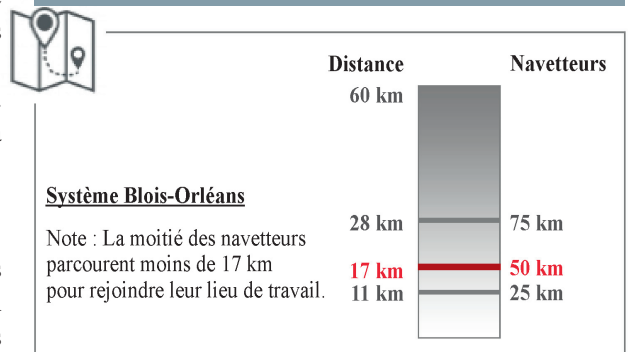 Distance Navetteurs
60 km
Système Blois-Orléans
28 km 75 km
Note : La moitié des navetteurs
parcourent moins de 17 km
pour rejoindre leur lieu de travail.
17 km 50 km
11 km 25 km